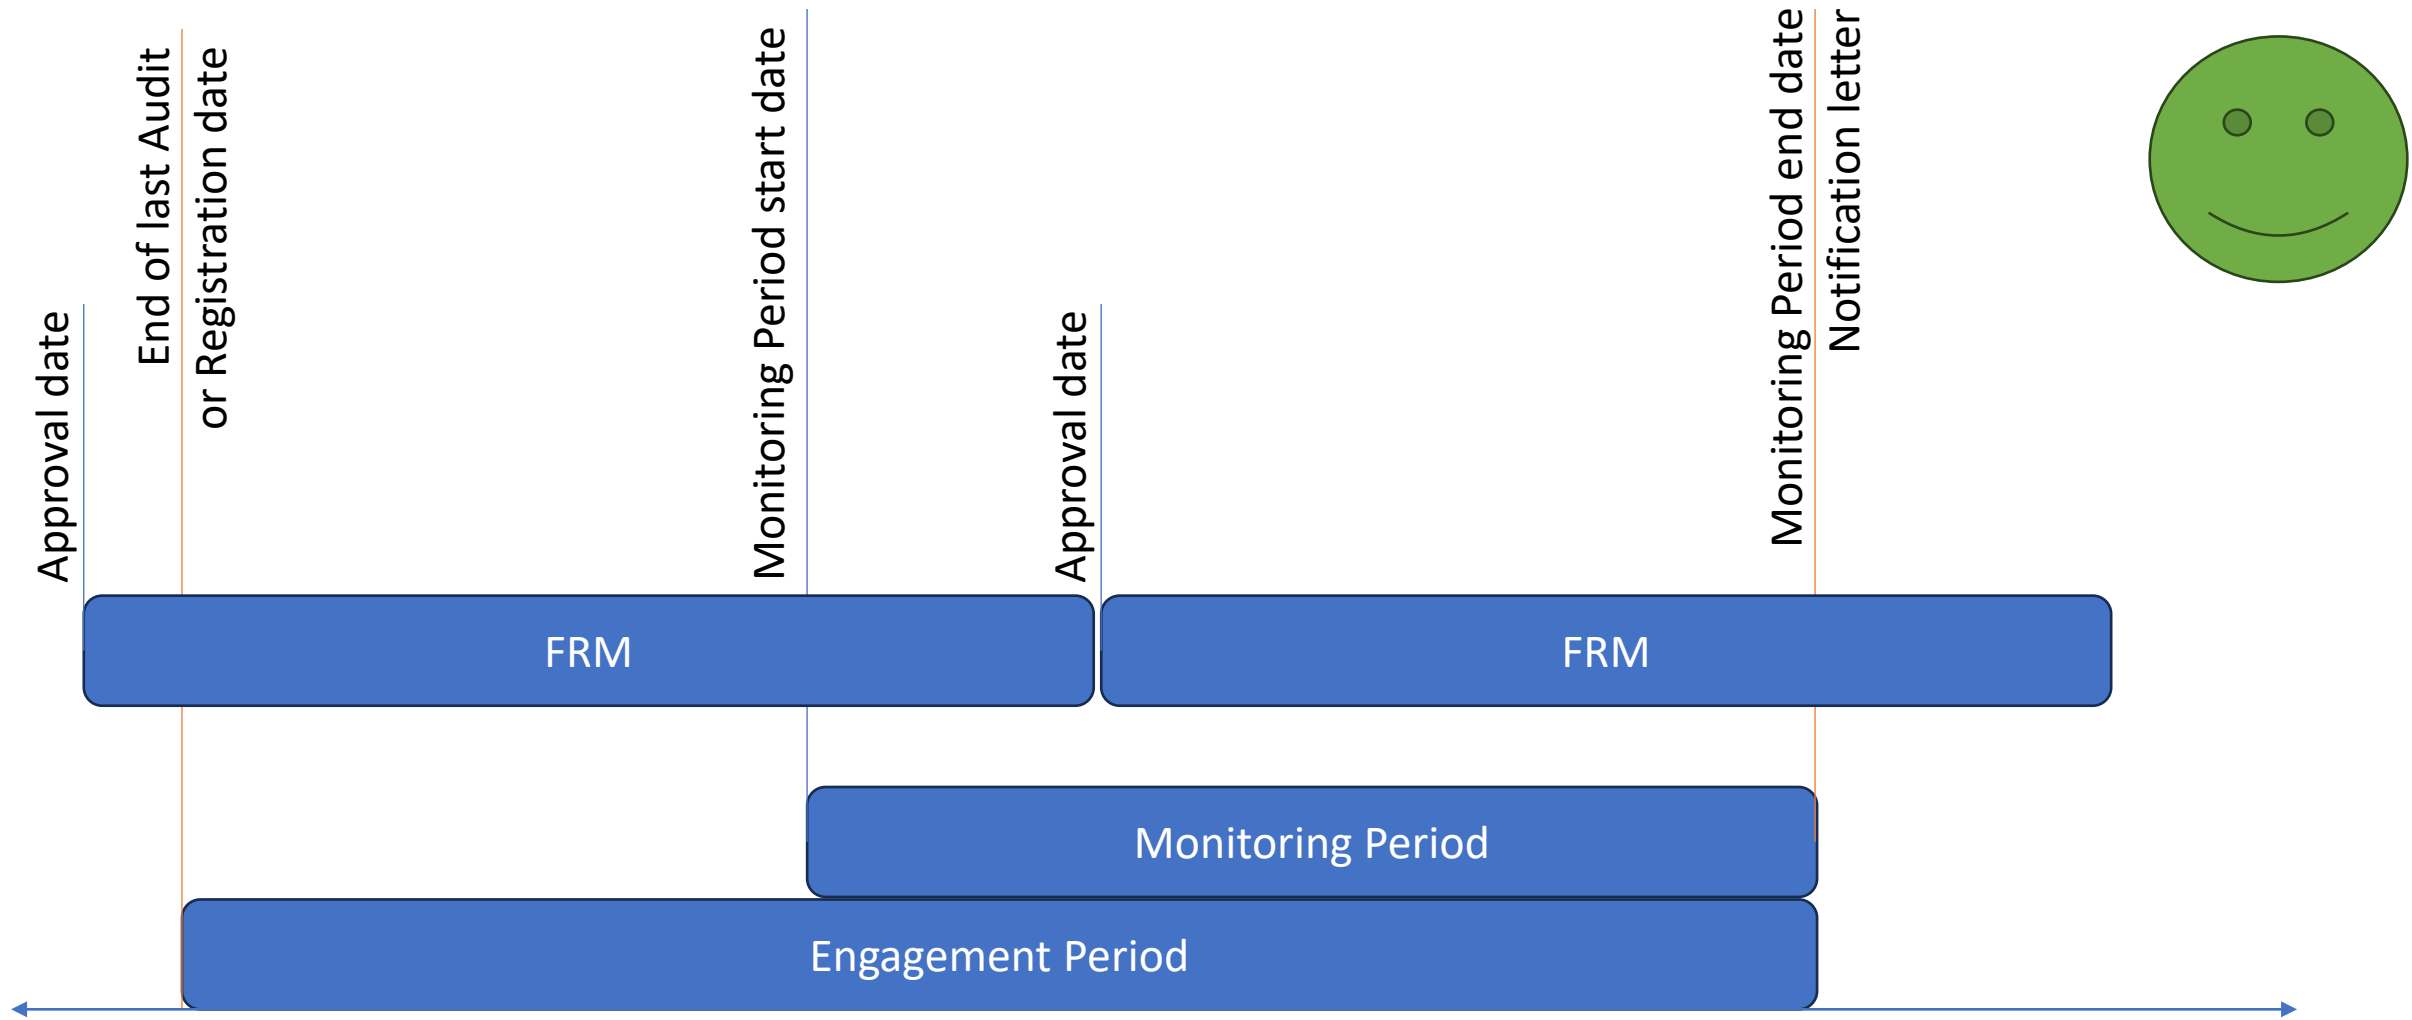 Approval date
End of last Audit
or Registration date
Monitoring Period start date
Approval date
Monitoring Period end date
Notification letter
FRM
FRM
Monitoring Period
Engagement Period